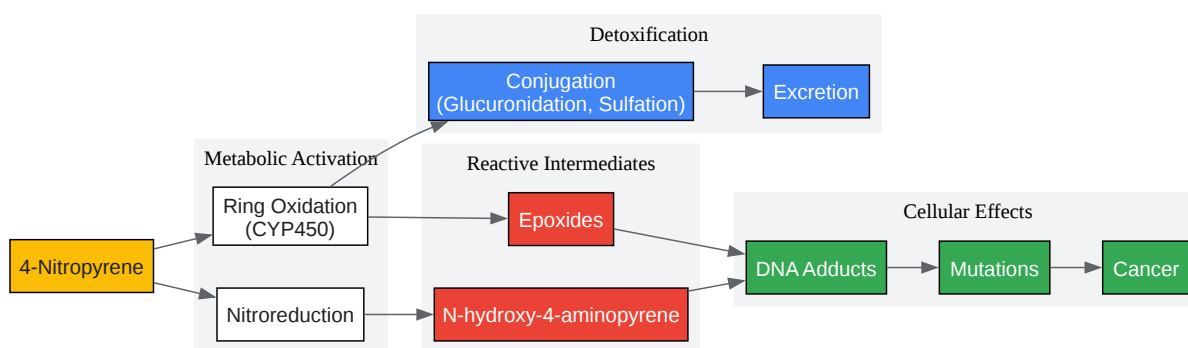 Detoxification
Conjugation
(Glucuronidation, Sulfation)
Excretion
Metabolic Activation
Reactive Intermediates
Ring Oxidation
(CYP450)
Epoxides
Cellular Effects
4-Nitropyrene
DNA Adducts
Mutations
Cancer
Nitroreduction
N-hydroxy-4-aminopyrene